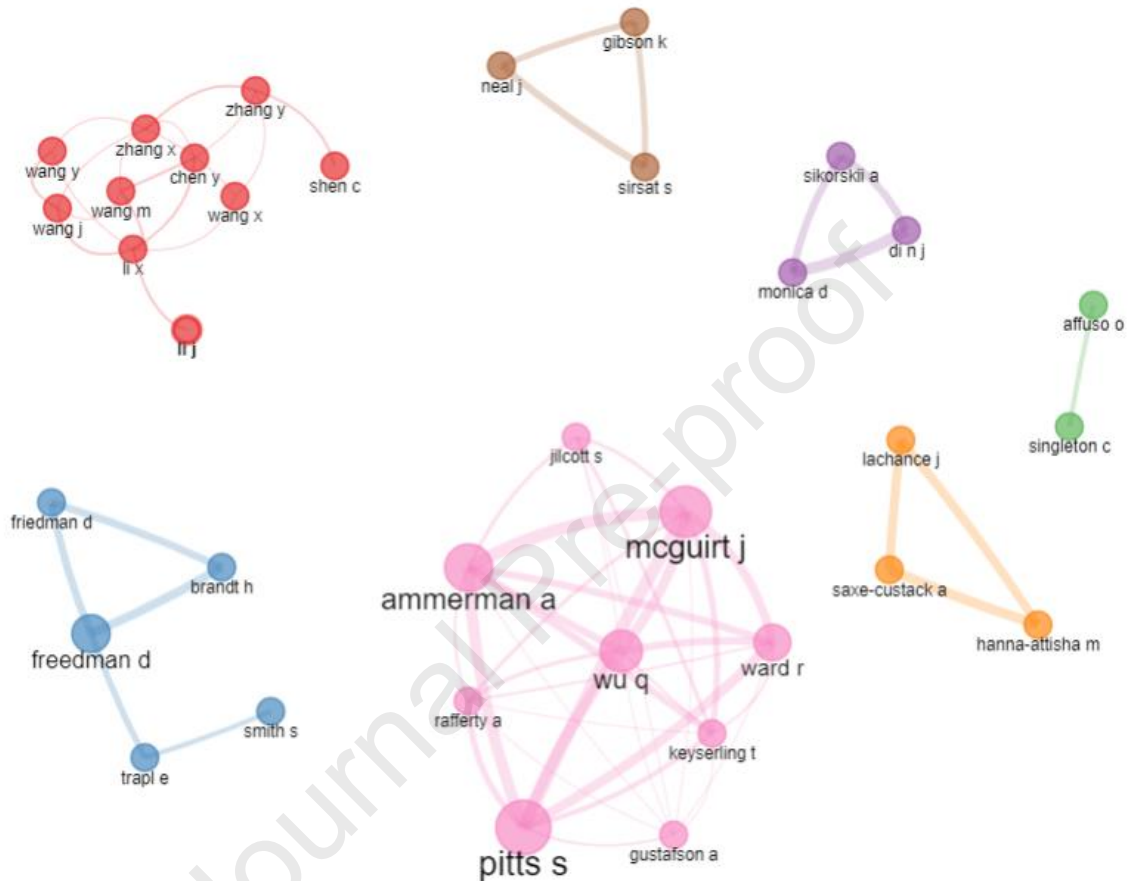 gibson k
neal j
sirsat s
zhang y
zhang x
wang y
chen y
shen c
wang m
wang x
wang j
li x
li j
sikorskii a
di n j
monica d
affuso o
singleton c
lachance j
saxe-custack a
hanna-attisha m
friedman d
brandt h
freedman d
smith s
trapl e
jilcott s
mcguirt j
ammerman a
wu q
ward r
rafferty a
keyserling t
gustafson a
pitts s
Journal Pre-proof